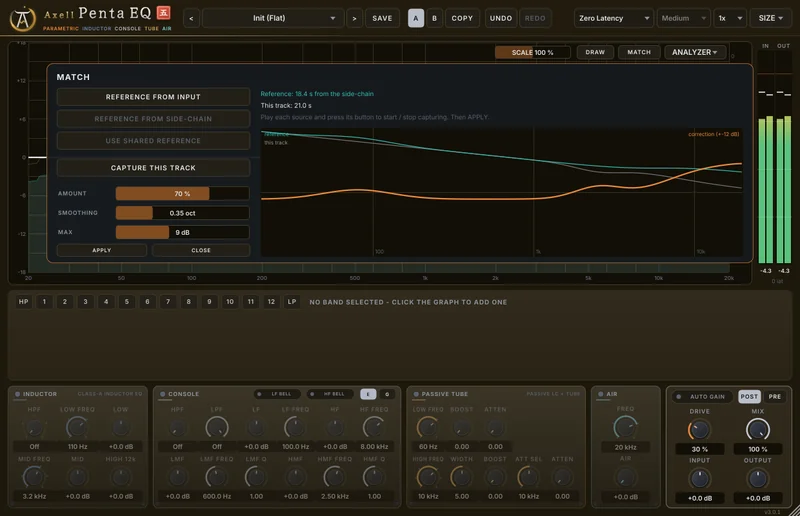 Axell Penta EQ 五
PARAMETRIC INDUCTOR CONSOLE TUBE AIR
< Init (Flat) > SAVE A B COPY UNDO REDO Zero Latency Medium 1x SIZE
SCALE 100 % DRAW MATCH ANALYZER
IN OUT
MATCH
REFERENCE FROM INPUT
REFERENCE FROM SIDE-CHAIN
USE SHARED REFERENCE
CAPTURE THIS TRACK
AMOUNT 70 %
SMOOTHING 0.35 oct
MAX 9 dB
APPLY CLOSE
Reference: 18.4 s from the side-chain
This track: 21.0 s
Play each source and press its button to start / stop capturing. Then APPLY.
reference
this track
correction (+-12 dB)
100 1k 10k
+18
+12
+6
0
-6
-12
-18
20 50 100 200 500 1k 2k 5k 10k 20k
-4.3 -4.3
HP 1 2 3 4 5 6 7 8 9 10 11 12 LP NO BAND SELECTED - CLICK THE GRAPH TO ADD ONE
INDUCTOR CLASS-A INDUCTOR EQ
HPF LOW FREQ LOW
Off 110 Hz +0.0 dB
MID FREQ MID HIGH 12k
3.2 kHz +0.0 dB +0.0 dB
CONSOLE LF BELL HF BELL E G
HPF LPF LF LF FREQ HF HF FREQ
Off Off +0.0 dB 100.0 Hz +0.0 dB 8.00 kHz
LMF LMF FREQ LMF Q HMF HMF FREQ HMF Q
+0.0 dB 600.0 Hz 1.00 +0.0 dB 2.50 kHz 1.00
PASSIVE TUBE PASSIVE LC + TUBE
LOW FREQ BOOST ATTEN
60 Hz 0.00 0.00
HIGH FREQ WIDTH BOOST ATT SEL ATTEN
10 kHz 5.00 0.00 10 kHz 0.00
AIR
FREQ
20 kHz
AIR
+0.0 dB
AUTO GAIN POST PRE
DRIVE MIX
30 % 100 %
INPUT OUTPUT
+0.0 dB +0.0 dB